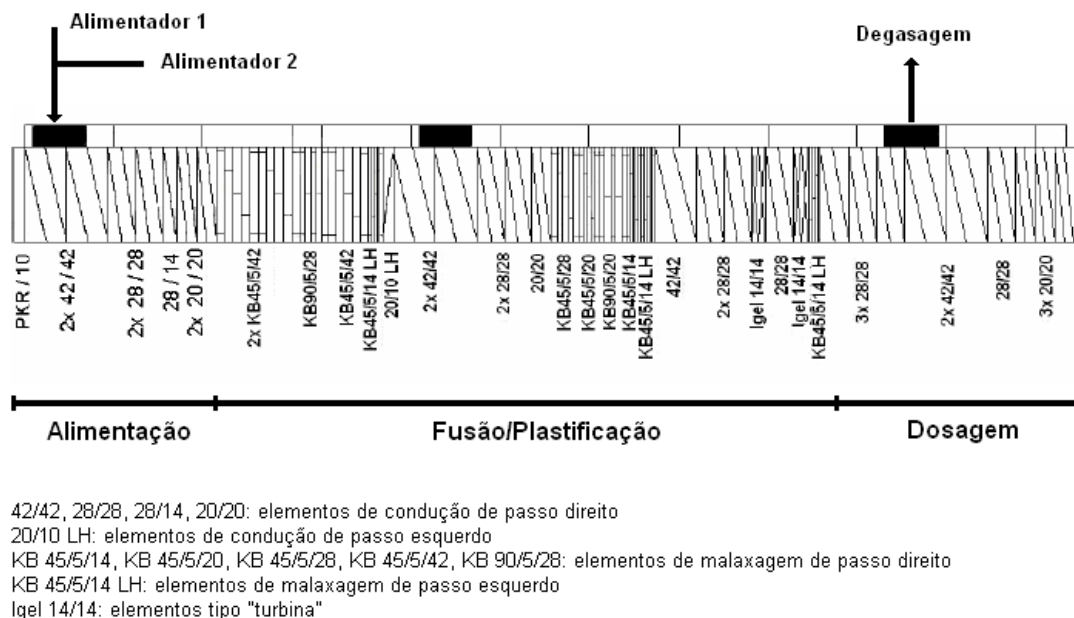 Alimentador 1
Alimentador 2
Degasagem
PKR / 10
2x 42 / 42
2x 28 / 28
28 / 14
2x 20 / 20
2x KB45/5/42
KB90/5/28
KB45/5/42
KB45/5/14 LH
20/10 LH
2x 42/42
2x 28/28
20/20
KB45/5/28
KB45/5/20
KB90/5/20
KB45/5/14
KB45/5/14 LH
42/42
2x 28/28
Igel 14/14
28/28
Igel 14/14
KB45/5/14 LH
3x 28/28
2x 42/42
28/28
3x 20/20
Alimentação
Fusão/Plastificação
Dosagem
42/42, 28/28, 28/14, 20/20: elementos de condução de passo direito
20/10 LH: elementos de condução de passo esquerdo
KB 45/5/14, KB 45/5/20, KB 45/5/28, KB 45/5/42, KB 90/5/28: elementos de malaxagem de passo direito
KB 45/5/14 LH: elementos de malaxagem de passo esquerdo
Igel 14/14: elementos tipo "turbina"